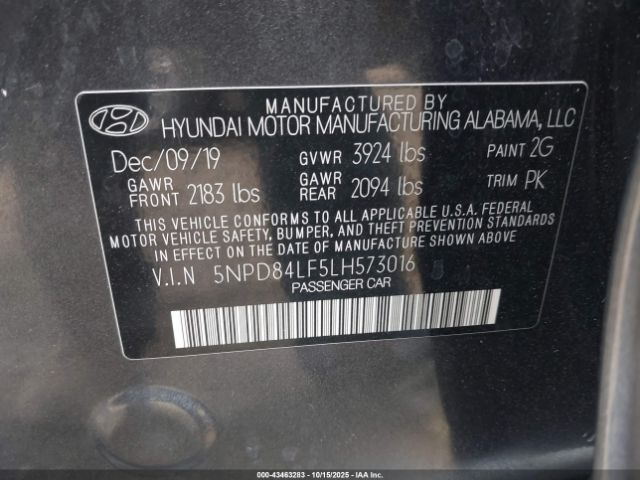 MANUFACTURED BY
HYUNDAI MOTOR MANUFACTURING ALABAMA, LLC
Dec/09/19 GVWR 3924 lbs PAINT 2G
GAWR FRONT 2183 lbs GAWR REAR 2094 lbs TRIM PK
THIS VEHICLE CONFORMS TO ALL APPLICABLE U.S.A. FEDERAL
MOTOR VEHICLE SAFETY, BUMPER, AND THEFT PREVENTION STANDARDS
IN EFFECT ON THE DATE OF MANUFACTURE SHOWN ABOVE.
V.I.N 5NPD84LF5LH573016
PASSENGER CAR
000-43463283 - 10/15/2025 - IAAI.COM